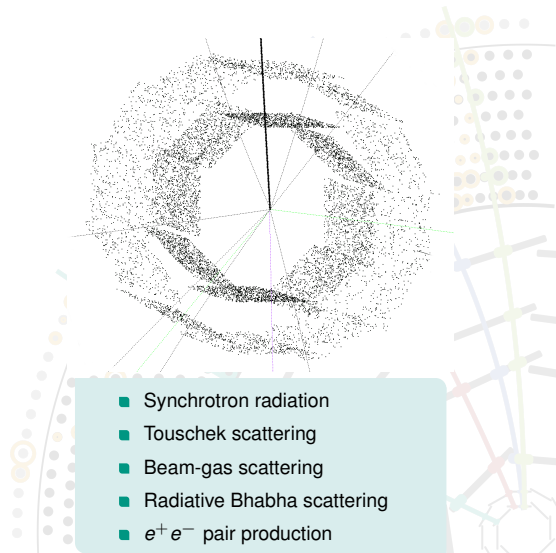 Synchrotron radiation
Touschek scattering
Beam-gas scattering
Radiative Bhabha scattering
e⁺e⁻ pair production